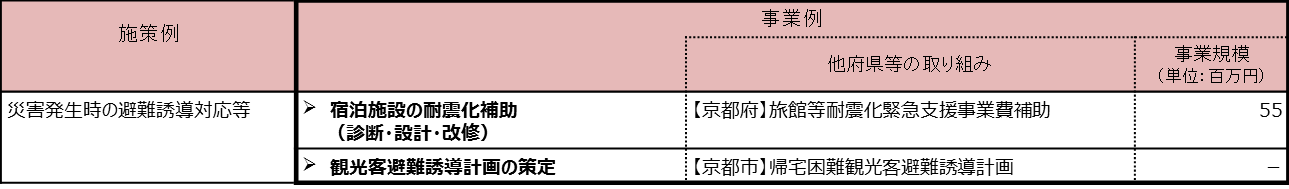 施策例
事業例
他府県等の取り組み
事業規模
（単位：百万円）
災害発生時の避難誘導対応等
➢ 宿泊施設の耐震化補助
（診断・設計・改修）
【京都府】旅館等耐震化緊急支援事業費補助
55
➢ 観光客避難誘導計画の策定
【京都市】帰宅困難観光客避難誘導計画
－